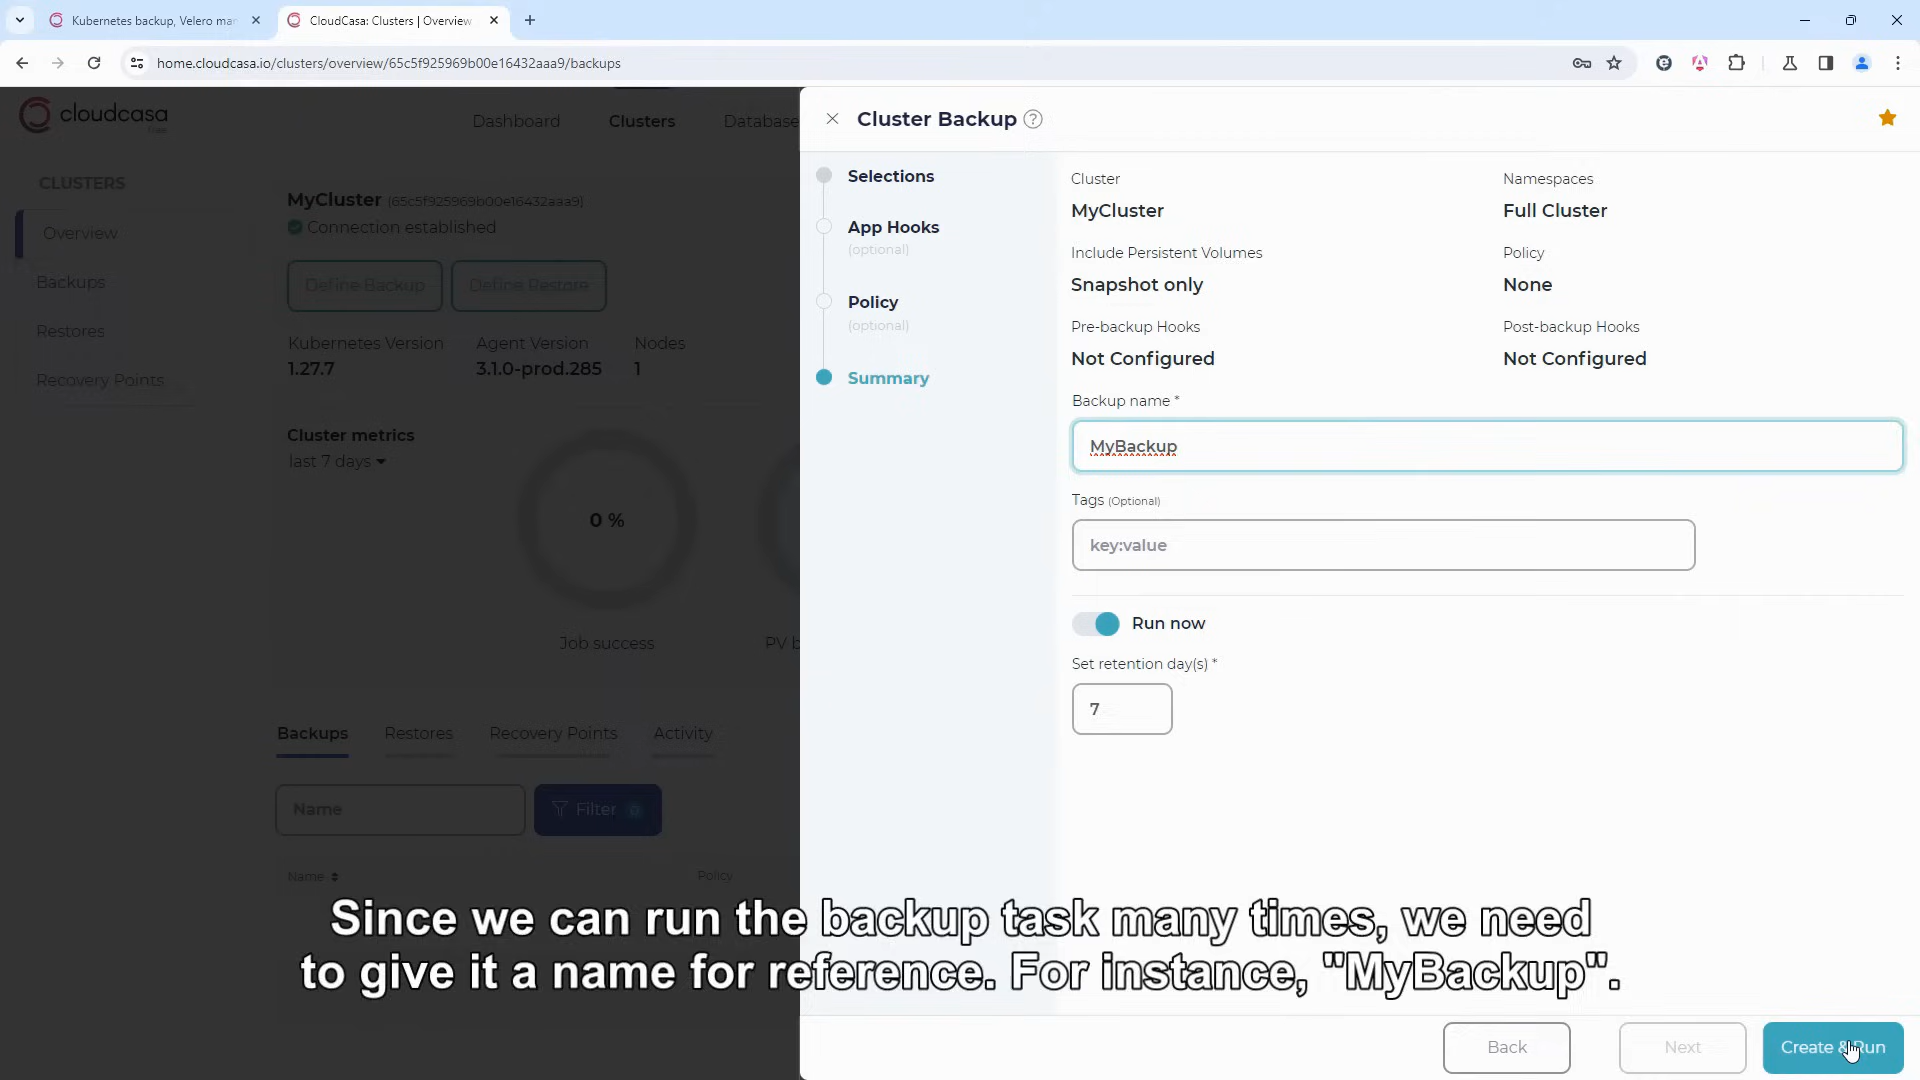 Kubernetes backup, Velero mar
CloudCasa: Clusters | Overview
home.cloudcasa.io/clusters/overview/65c5f925969b00e16432aaa9/backups
cloudcasa
Free
Dashboard
Clusters
Database
CLUSTERS
Overview
Backups
Restores
Recovery Points
MyCluster (65c5f925969b00e16432aaa9)
Connection established
Define Backup
Define Restore
Kubernetes Version
Agent Version
Nodes
1.27.7
3.1.0-prod.285
1
Cluster metrics
last 7 days
0 %
Job success
PV b
Backups
Restores
Recovery Points
Activity
Name
Filter
0
Name
Policy
Cluster Backup ?
Selections
App Hooks
(optional)
Policy
(optional)
Summary
Cluster
Namespaces
MyCluster
Full Cluster
Include Persistent Volumes
Policy
Snapshot only
None
Pre-backup Hooks
Post-backup Hooks
Not Configured
Not Configured
Backup name *
MyBackup
Tags (Optional)
key:value
Run now
Set retention day(s) *
7
Since we can run the backup task many times, we need
to give it a name for reference. For instance, "MyBackup".
Back
Next
Create & Run